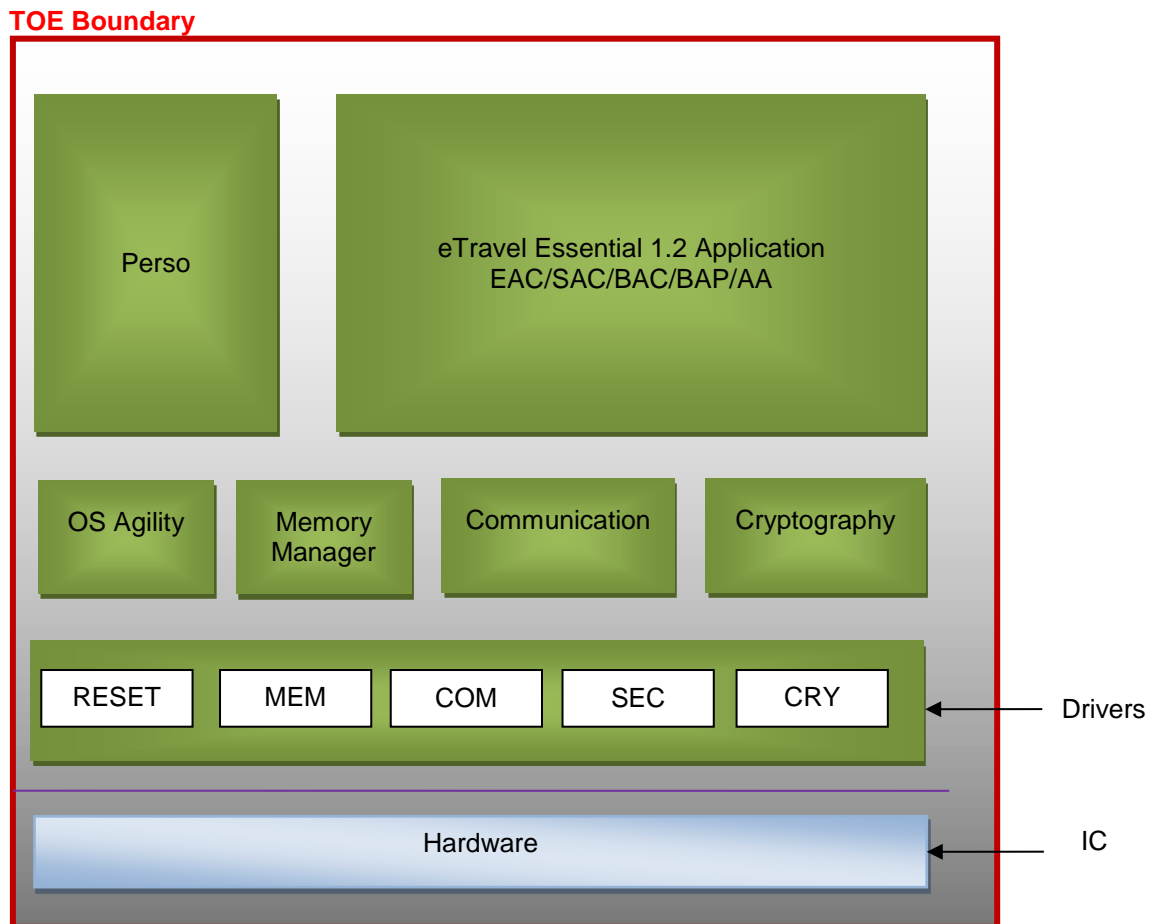 TOE Boundary
Perso
eTravel Essential 1.2 Application
EAC/SAC/BAC/BAP/AA
OS Agility
Memory
Manager
Communication
Cryptography
RESET
MEM
COM
SEC
CRY
Drivers
Hardware
IC